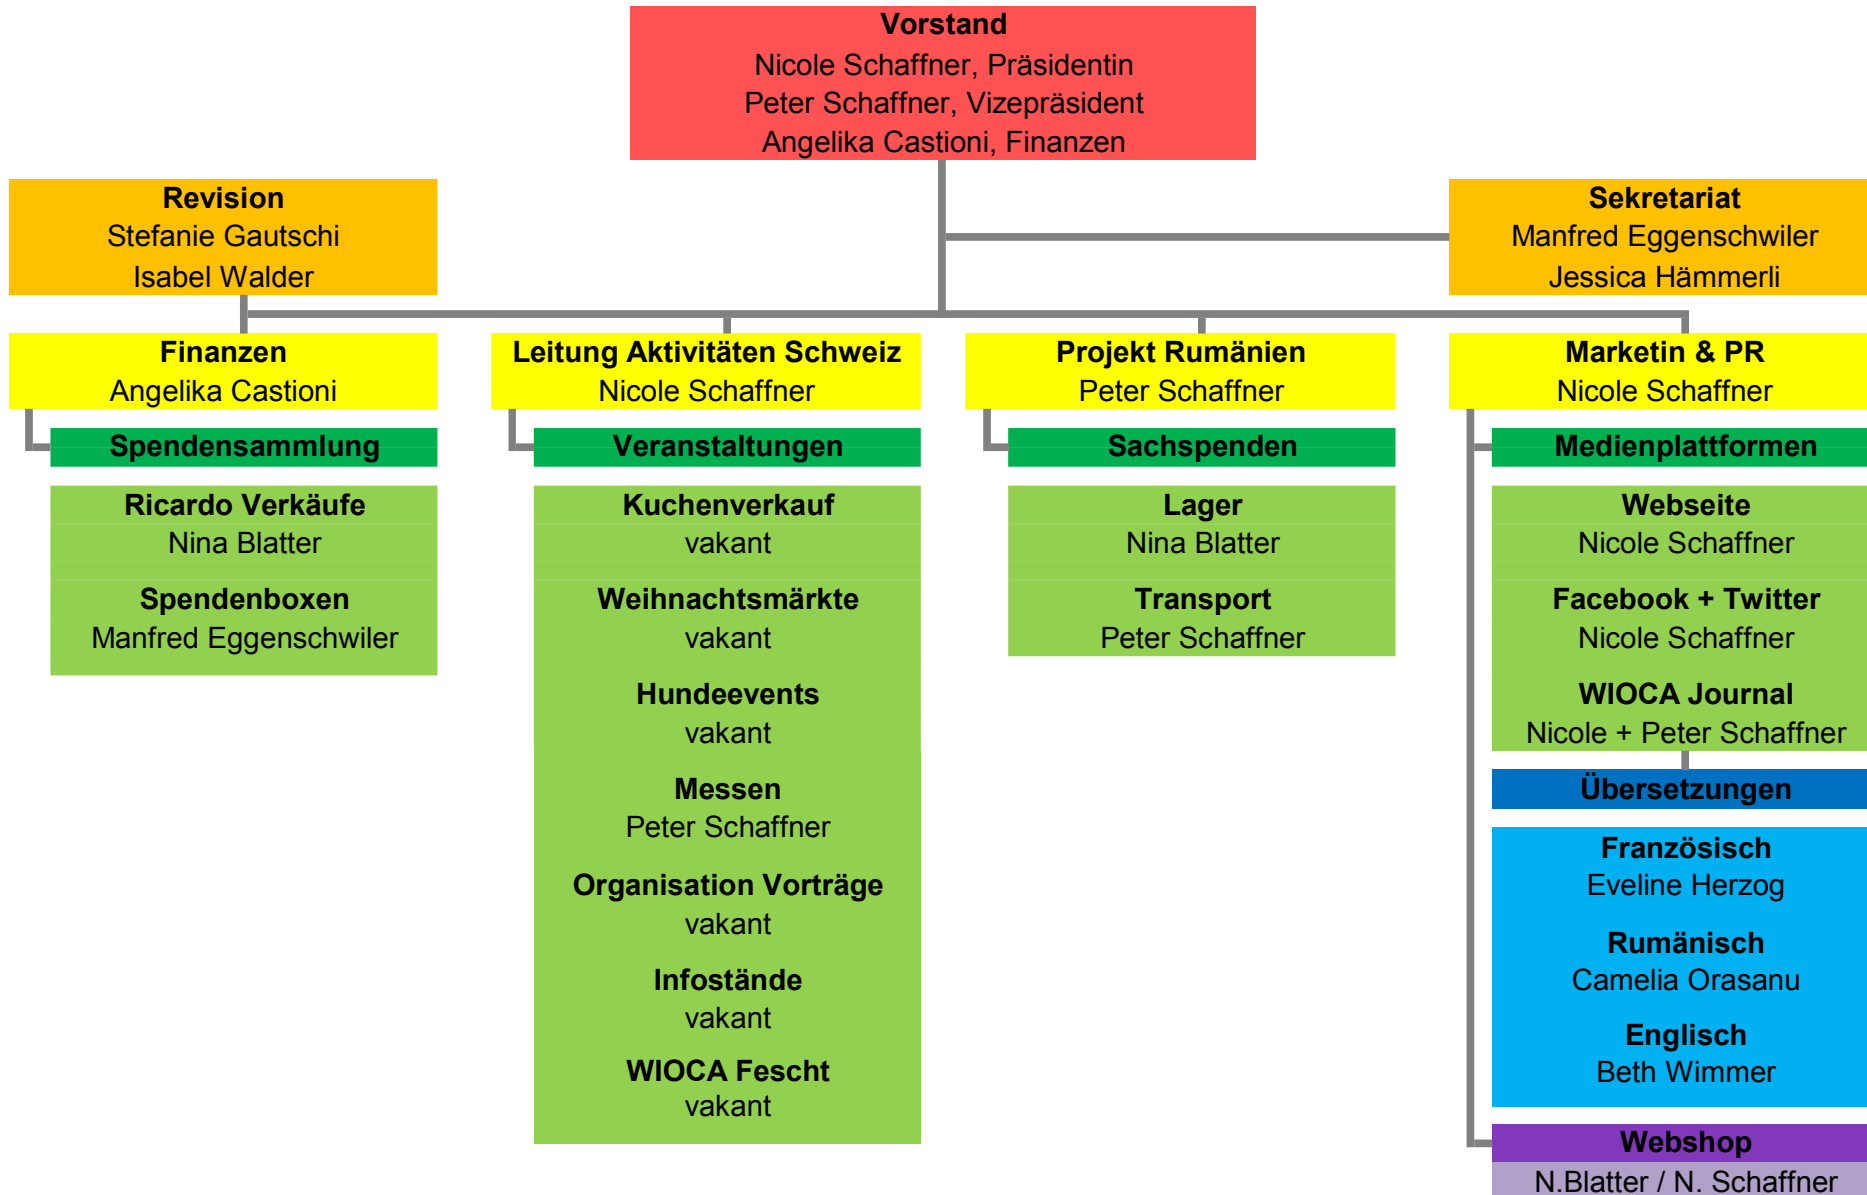 Vorstand
Nicole Schaffner, Präsidentin
Peter Schaffner, Vizepräsident
Angelika Castioni, Finanzen
Revision
Stefanie Gautschi
Isabel Walder
Sekretariat
Manfred Eggenschwiler
Jessica Hämmerli
Finanzen
Angelika Castioni
Spendensammlung
Ricardo Verkäufe
Nina Blatter
Spendenboxen
Manfred Eggenschwiler
Leitung Aktivitäten Schweiz
Nicole Schaffner
Veranstaltungen
Kuchenverkauf
vakant
Weihnachtsmärkte
vakant
Hundeevents
vakant
Messen
Peter Schaffner
Organisation Vorträge
vakant
Infostände
vakant
WIOCA Fescht
vakant
Projekt Rumänien
Peter Schaffner
Sachspenden
Lager
Nina Blatter
Transport
Peter Schaffner
Marketin & PR
Nicole Schaffner
Medienplattformen
Webseite
Nicole Schaffner
Facebook + Twitter
Nicole Schaffner
WIOCA Journal
Nicole + Peter Schaffner
Übersetzungen
Französisch
Eveline Herzog
Rumänisch
Camelia Orasanu
Englisch
Beth Wimmer
Webshop
N.Blatter / N. Schaffner